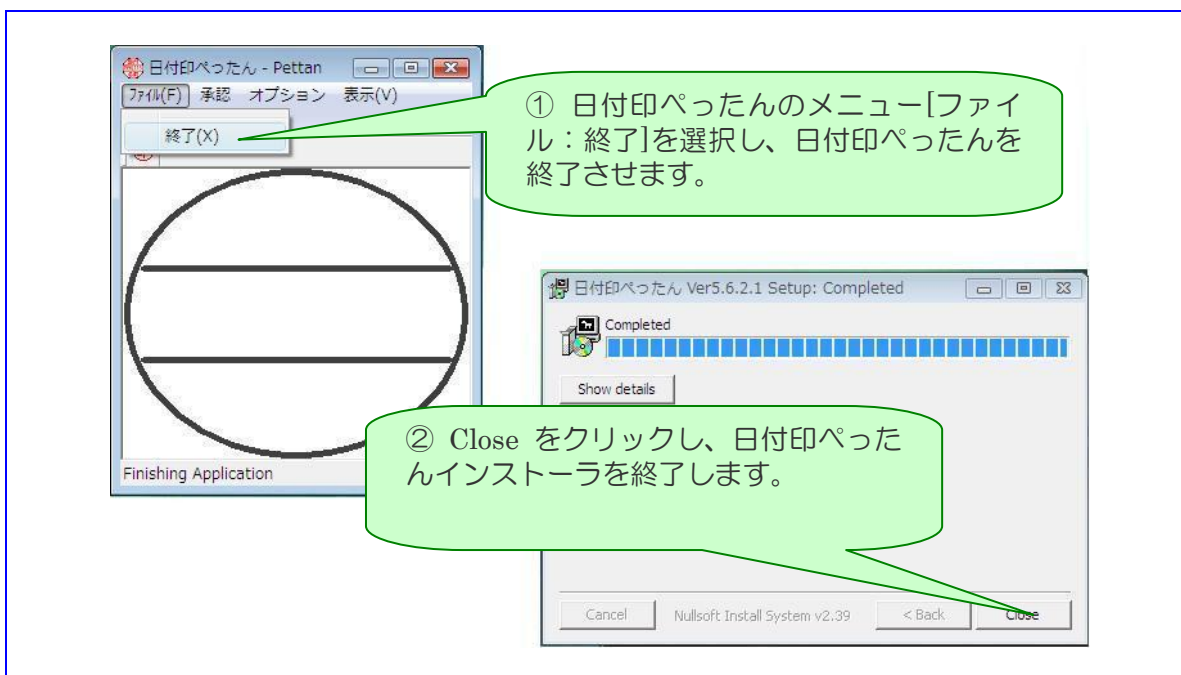 日付印ぺったん - Pettan
ファイル(F) 承認 オプション 表示(V)
終了(X)
① 日付印ぺったんのメニュー[ファイ
ル：終了]を選択し、日付印ぺったんを
終了させます。
Finishing Application
日付印ぺったん Ver5.6.2.1 Setup: Completed
Completed
Show details
② Close をクリックし、日付印ぺった
んインストーラを終了します。
Cancel Nullsoft Install System v2.39 < Back Close